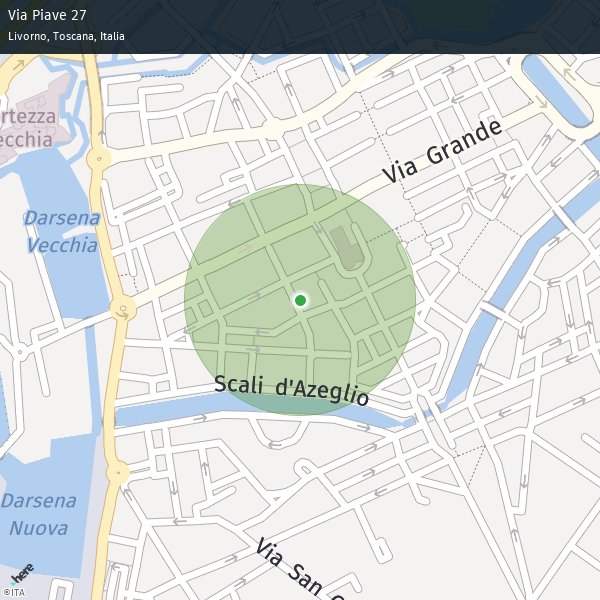 Via Piave 27
Livorno, Toscana, Italia
rtezza
ecchia
Via Grande
Darsena
Vecchia
Scali d'Azeglio
Darsena
Nuova
Via San
here
©ITA